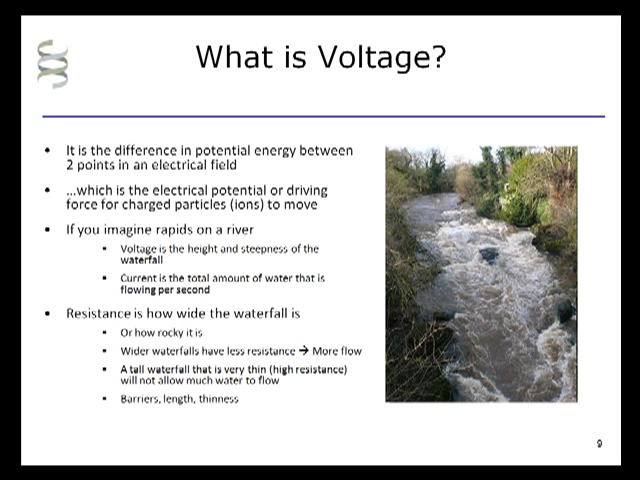 What is Voltage?
• It is the difference in potential energy between
2 points in an electrical field
• ...which is the electrical potential or driving
force for charged particles (ions) to move
• If you imagine rapids on a river
▪ Voltage is the height and steepness of the
waterfall
▪ Current is the total amount of water that is
flowing per second
• Resistance is how wide the waterfall is
▪ Or how rocky it is
▪ Wider waterfalls have less resistance → More flow
▪ A tall waterfall that is very thin (high resistance)
will not allow much water to flow
▪ Barriers, length, thinness
9